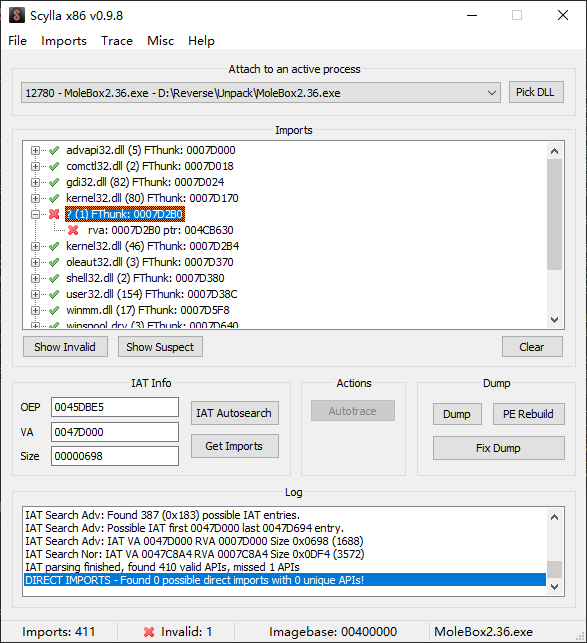 Scylla x86 v0.9.8
File Imports Trace Misc Help
Attach to an active process
12780 - MoleBox2.36.exe - D:\Reverse\Unpack\MoleBox2.36.exe
Pick DLL
Imports
advapi32.dll (5) FThunk: 0007D000
comctl32.dll (2) FThunk: 0007D018
gdi32.dll (82) FThunk: 0007D024
kernel32.dll (80) FThunk: 0007D170
? (1) FThunk: 0007D2B0
rva: 0007D2B0 ptr: 004CB630
kernel32.dll (46) FThunk: 0007D2B4
oleaut32.dll (3) FThunk: 0007D370
shell32.dll (2) FThunk: 0007D380
user32.dll (154) FThunk: 0007D38C
winmm.dll (17) FThunk: 0007D5F8
winspool.drv (3) FThunk: 0007D640
Show Invalid
Show Suspect
Clear
IAT Info
OEP 0045DBE5
VA 0047D000
Size 00000698
IAT Autosearch
Get Imports
Actions
Autotrace
Dump
Dump
PE Rebuild
Fix Dump
Log
IAT Search Adv: Found 387 (0x183) possible IAT entries.
IAT Search Adv: Possible IAT first 0047D000 last 0047D694 entry.
IAT Search Adv: IAT VA 0047D000 RVA 0007D000 Size 0x0698 (1688)
IAT Search Nor: IAT VA 0047C8A4 RVA 0007C8A4 Size 0x0DF4 (3572)
IAT parsing finished, found 410 valid APIs, missed 1 APIs
DIRECT IMPORTS - Found 0 possible direct imports with 0 unique APIs!
Imports: 411
Invalid: 1
Imagebase: 00400000
MoleBox2.36.exe